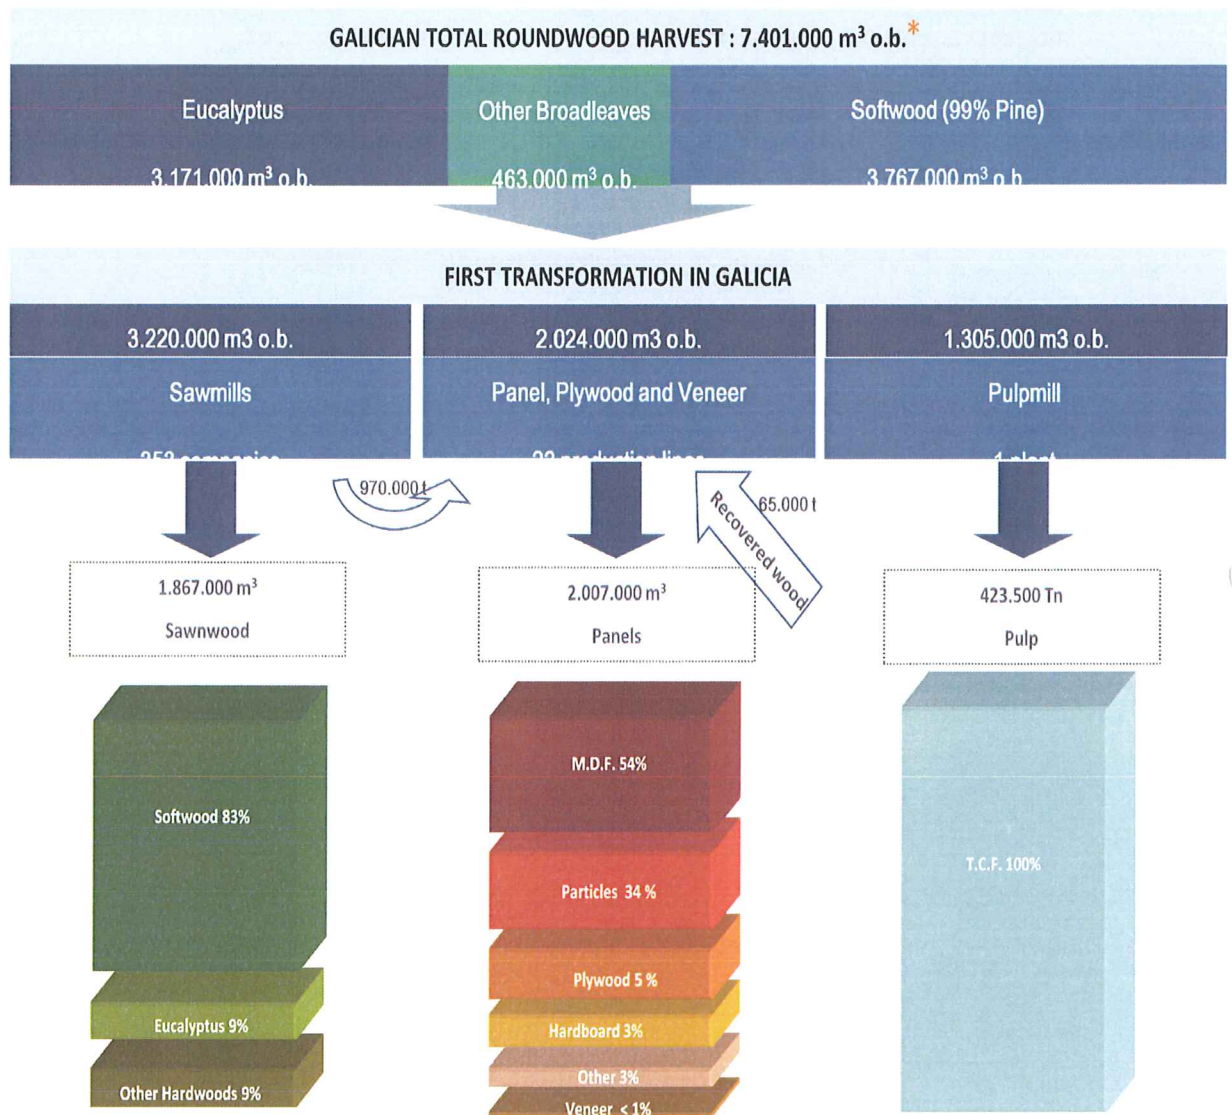 GALICIAN TOTAL ROUNDWOOD HARVEST : 7.401.000 m³ o.b.*
Eucalyptus
3.171.000 m³ o.b.
Other Broadleaves
463.000 m³ o.b.
Softwood (99% Pine)
3.767.000 m³ o.b.
FIRST TRANSFORMATION IN GALICIA
3.220.000 m3 o.b.
Sawmills
2.024.000 m3 o.b.
Panel, Plywood and Veneer
production lines
1.305.000 m3 o.b.
Pulpmill
1 plant
970.000 t
65.000 t
Recovered wood
1.867.000 m³
Sawnwood
2.007.000 m³
Panels
423.500 Tn
Pulp
Softwood 83%
Eucalyptus 9%
Other Hardwoods 9%
M.D.F. 54%
Particles 34 %
Plywood 5 %
Hardboard 3%
Other 3%
Veneer < 1%
T.C.F. 100%